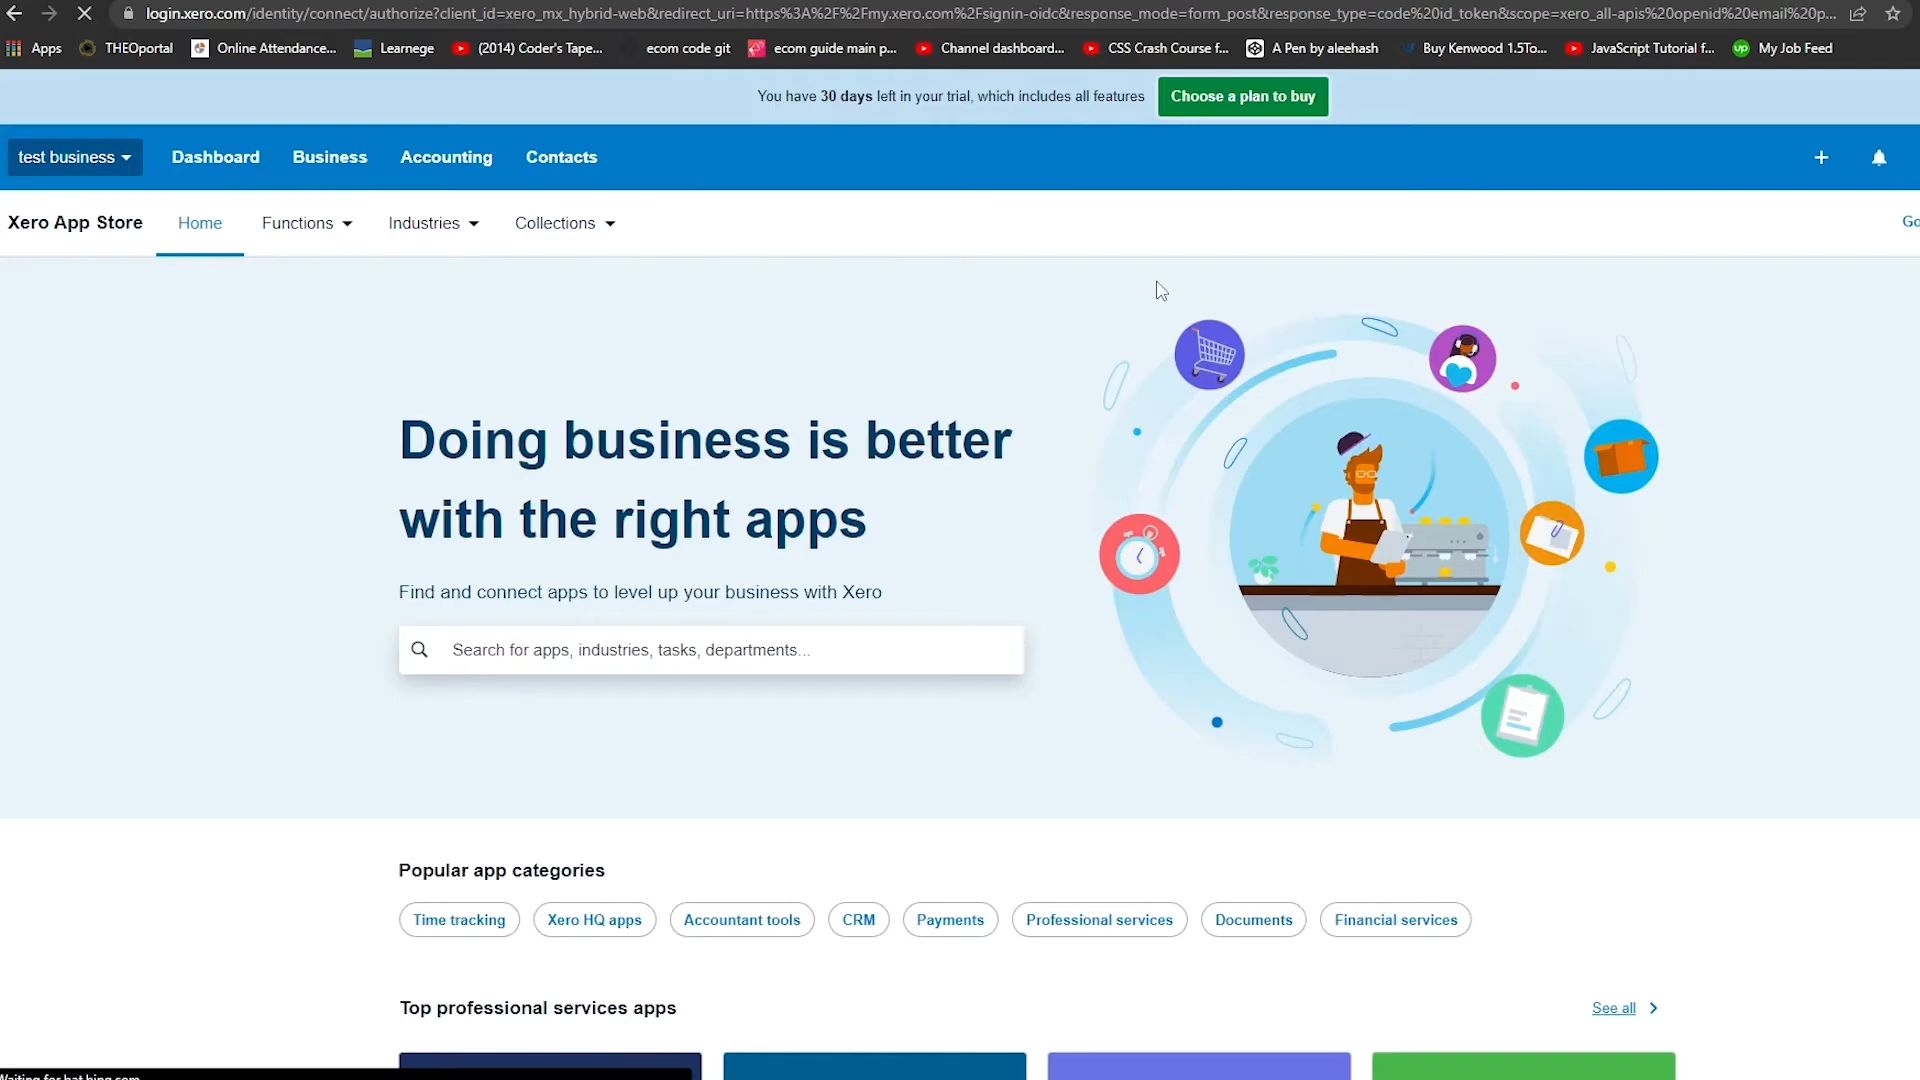 login.xero.com/identity/connect/authorize?client_id=xero_mx_hybrid-web&redirect_uri=https%3A%2F%2Fmy.xero.com%2Fsignin-oidc&response_mode=form_post&response_type=code%20id_token&scope=xero_all-apis%20openid%20email%20p...
Apps THEOportal Online Attendance... Learnege (2014) Coder's Tape... ecom code git ecom guide main p... Channel dashboard... CSS Crash Course f... A Pen by aleehash Buy Kenwood 1.5To... JavaScript Tutorial f... up My Job Feed
You have 30 days left in your trial, which includes all features Choose a plan to buy
test business Dashboard Business Accounting Contacts
Xero App Store Home Functions Industries Collections Go
Doing business is better
with the right apps
Find and connect apps to level up your business with Xero
Search for apps, industries, tasks, departments...
Popular app categories
Time tracking Xero HQ apps Accountant tools CRM Payments Professional services Documents Financial services
Top professional services apps See all
Waiting for bat.bing.com